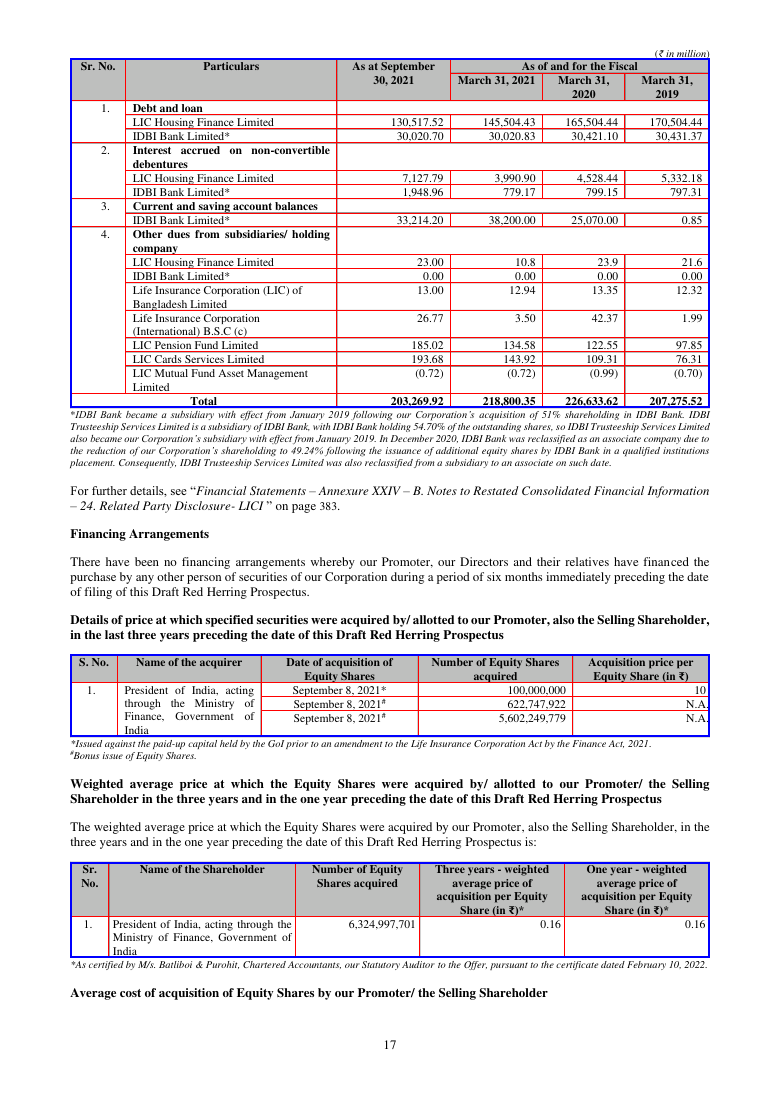 (₹ in million)
Sr. No. Particulars As at September 30, 2021 As of and for the Fiscal
March 31, 2021 March 31, 2020 March 31, 2019
1. Debt and loan
LIC Housing Finance Limited 130,517.52 145,504.43 165,504.44 170,504.44
IDBI Bank Limited* 30,020.70 30,020.83 30,421.10 30,431.37
2. Interest accrued on non-convertible
debentures
LIC Housing Finance Limited 7,127.79 3,990.90 4,528.44 5,332.18
IDBI Bank Limited* 1,948.96 779.17 799.15 797.31
3. Current and saving account balances
IDBI Bank Limited* 33,214.20 38,200.00 25,070.00 0.85
4. Other dues from subsidiaries/ holding
company
LIC Housing Finance Limited 23.00 10.8 23.9 21.6
IDBI Bank Limited* 0.00 0.00 0.00 0.00
Life Insurance Corporation (LIC) of 13.00 12.94 13.35 12.32
Bangladesh Limited
Life Insurance Corporation 26.77 3.50 42.37 1.99
(International) B.S.C (c)
LIC Pension Fund Limited 185.02 134.58 122.55 97.85
LIC Cards Services Limited 193.68 143.92 109.31 76.31
LIC Mutual Fund Asset Management (0.72) (0.72) (0.99) (0.70)
Limited
Total 203,269.92 218,800.35 226,633.62 207,275.52
*IDBI Bank became a subsidiary with effect from January 2019 following our Corporation's acquisition of 51% shareholding in IDBI Bank. IDBI
Trusteeship Services Limited is a subsidiary of IDBI Bank, with IDBI Bank holding 54.70% of the outstanding shares, so IDBI Trusteeship Services Limited
also became our Corporation's subsidiary with effect from January 2019. In December 2020, IDBI Bank was reclassified as an associate company due to
the reduction of our Corporation's shareholding to 49.24% following the issuance of additional equity shares by IDBI Bank in a qualified institutions
placement. Consequently, IDBI Trusteeship Services Limited was also reclassified from a subsidiary to an associate on such date.
For further details, see “Financial Statements – Annexure XXIV – B. Notes to Restated Consolidated Financial Information
– 24. Related Party Disclosure- LICI ” on page 383.
Financing Arrangements
There have been no financing arrangements whereby our Promoter, our Directors and their relatives have financed the
purchase by any other person of securities of our Corporation during a period of six months immediately preceding the date
of filing of this Draft Red Herring Prospectus.
Details of price at which specified securities were acquired by/ allotted to our Promoter, also the Selling Shareholder,
in the last three years preceding the date of this Draft Red Herring Prospectus
S. No. Name of the acquirer Date of acquisition of Number of Equity Shares Acquisition price per
Equity Shares acquired Equity Share (in ₹)
1. President of India, acting September 8, 2021* 100,000,000 10
through the Ministry of September 8, 2021# 622,747,922 N.A.
Finance, Government of September 8, 2021# 5,602,249,779 N.A.
India
*Issued against the paid-up capital held by the GoI prior to an amendment to the Life Insurance Corporation Act by the Finance Act, 2021.
#Bonus issue of Equity Shares.
Weighted average price at which the Equity Shares were acquired by/ allotted to our Promoter/ the Selling
Shareholder in the three years and in the one year preceding the date of this Draft Red Herring Prospectus
The weighted average price at which the Equity Shares were acquired by our Promoter, also the Selling Shareholder, in the
three years and in the one year preceding the date of this Draft Red Herring Prospectus is:
Sr. Name of the Shareholder Number of Equity Three years - weighted One year - weighted
No. Shares acquired average price of average price of
acquisition per Equity acquisition per Equity
Share (in ₹)* Share (in ₹)*
1. President of India, acting through the 6,324,997,701 0.16 0.16
Ministry of Finance, Government of
India
*As certified by M/s. Batliboi & Purohit, Chartered Accountants, our Statutory Auditor to the Offer, pursuant to the certificate dated February 10, 2022.
Average cost of acquisition of Equity Shares by our Promoter/ the Selling Shareholder
17